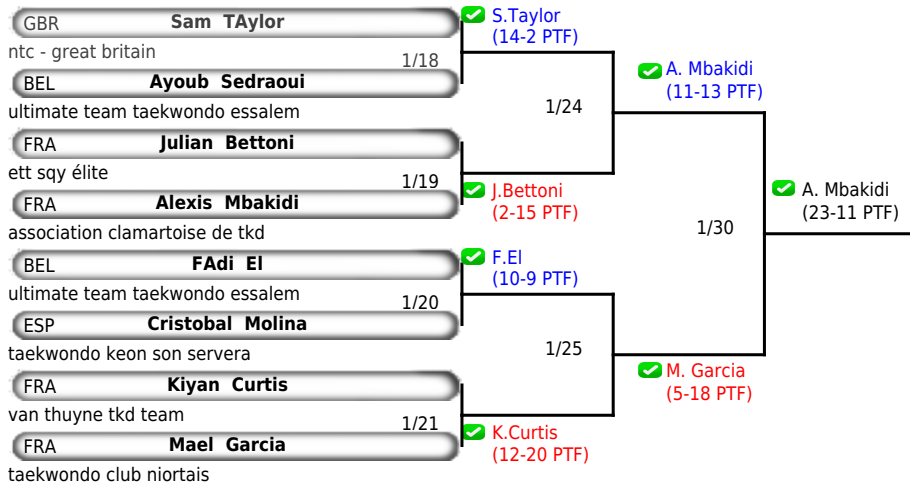 GBR Sam TAylor
ntc - great britain
1/18
BEL Ayoub Sedraoui
ultimate team taekwondo essalem
FRA Julian Bettoni
ett sqy élite
1/19
FRA Alexis Mbakidi
association clamartoise de tkd
BEL FAdi El
ultimate team taekwondo essalem
1/20
ESP Cristobal Molina
taekwondo keon son servera
FRA Kiyan Curtis
van thuyne tkd team
1/21
FRA Mael Garcia
taekwondo club niortais
S.Taylor
(14-2 PTF)
1/24
J.Bettoni
(2-15 PTF)
F.El
(10-9 PTF)
1/25
K.Curtis
(12-20 PTF)
A. Mbakidi
(11-13 PTF)
1/30
M. Garcia
(5-18 PTF)
A. Mbakidi
(23-11 PTF)